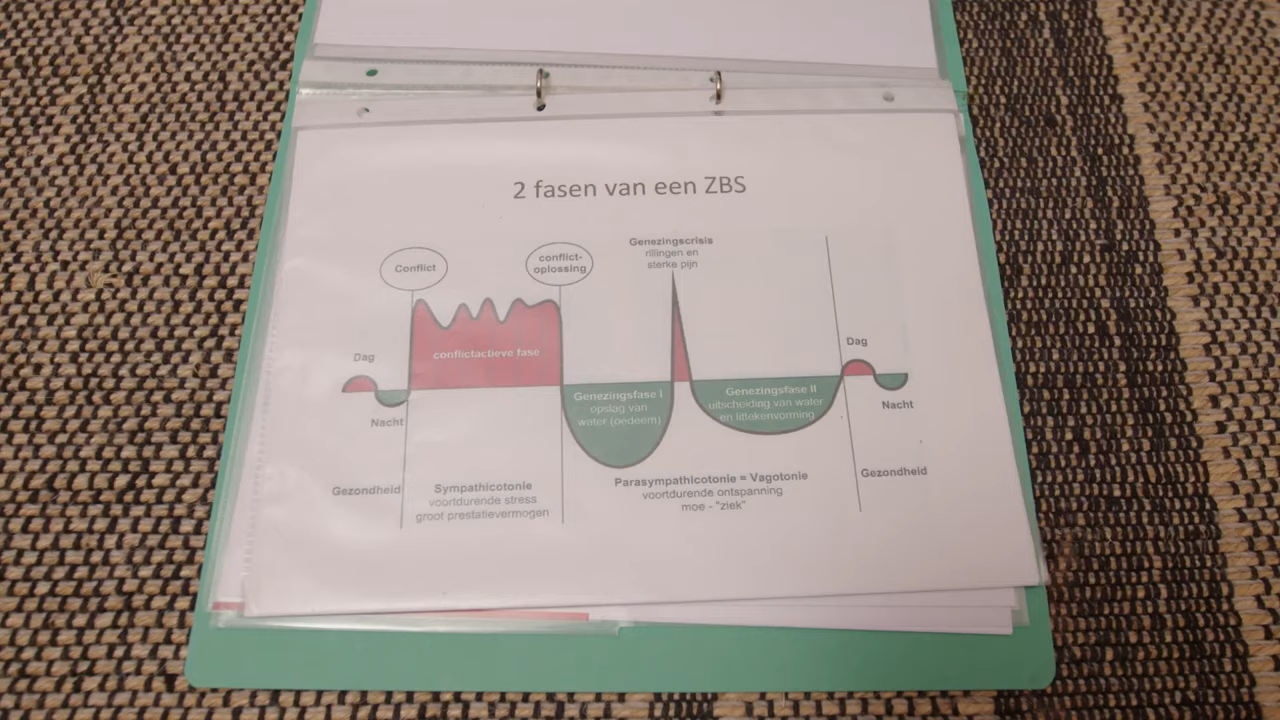 2 fasen van een ZBS
Conflict
conflict-
oplossing
Genezingscrisis
rillingen en
sterke pijn
Dag
conflictactieve fase
Nacht
Genezingsfase I
opslag van
water (oedeem)
Genezingsfase II
uitscheiding van water
en littekenvorming
Dag
Nacht
Gezondheid
Sympathicotonie
voortdurende stress
groot prestatievermogen
Parasympathicotonie = Vagotonie
voortdurende ontspanning
moe - "ziek"
Gezondheid